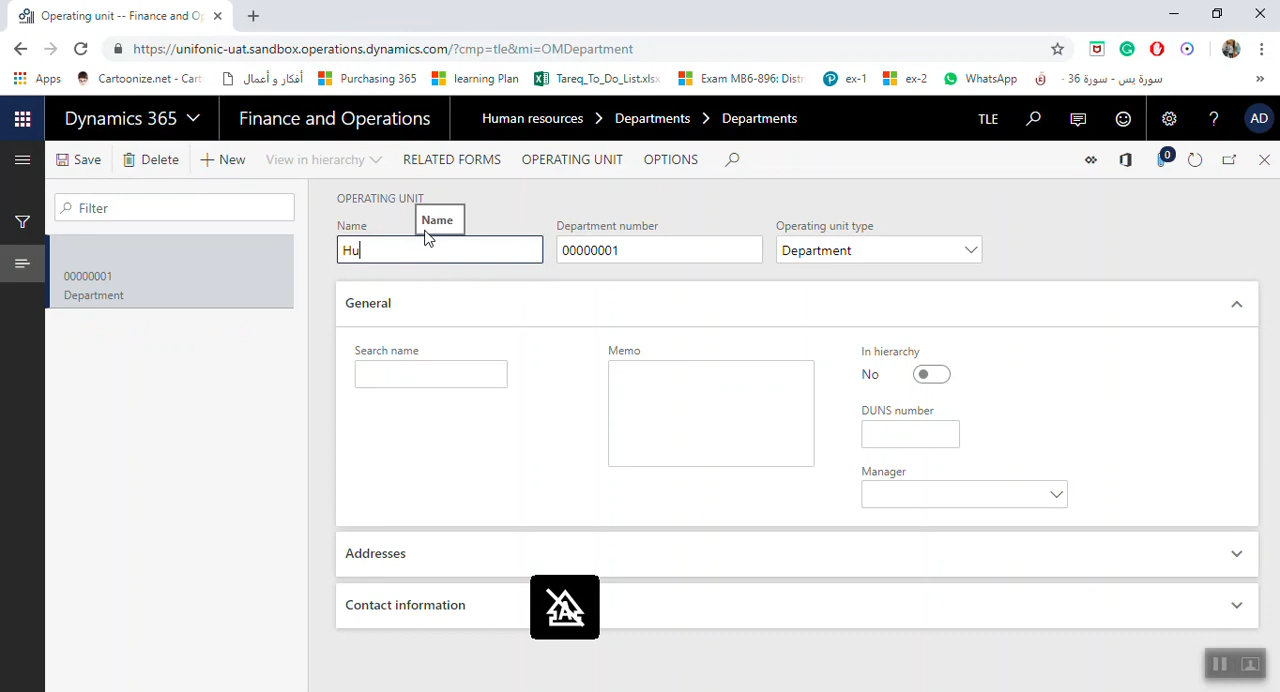 Operating unit -- Finance and Op
https://unifonic-uat.sandbox.operations.dynamics.com/?cmp=tle&mi=OMDepartment
Apps Cartoonize.net - Cart أفكار و أعمال Purchasing 365 learning Plan Tareq_To_Do_List.xlsx Exam MB6-896: Distr ex-1 ex-2 WhatsApp سورة يس - سورة 36 -
Dynamics 365 Finance and Operations Human resources Departments Departments TLE AD
Save Delete New View in hierarchy RELATED FORMS OPERATING UNIT OPTIONS 0
Filter
00000001
Department
OPERATING UNIT
Name Name Department number Operating unit type
Hu 00000001 Department
General
Search name Memo In hierarchy
No
DUNS number
Manager
Addresses
Contact information
A